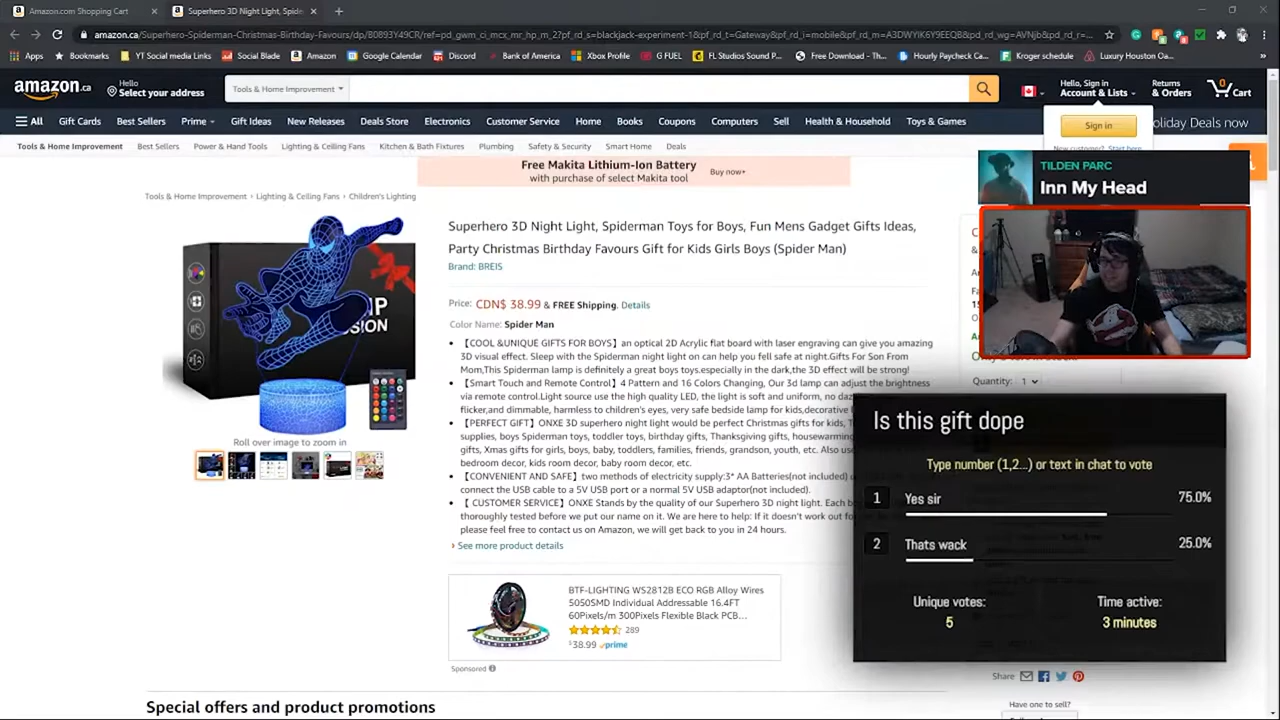 Amazon.com Shopping Cart
Superhero 3D Night Light, Spide
amazon.ca/Superhero-Spiderman-Christmas-Birthday-Favours/dp/B0893Y49CR/ref=pd_gwm_ci_mcx_mr_hp_m_2?pf_rd_s=blackjack-experiment-1&pf_rd_t=Gateway&pf_rd_i=mobile&pf_rd_m=A3DWYIK6Y9EEQB&pf_rd_wg=AVNjb&pf_rd_r=...
Apps Bookmarks YT Social media Links Social Blade Amazon Google Calendar Deezer Bank of America Xbox Profile G FUEL FL Studios Sound P... Free Download - Th... Hourly Paycheck Ca... Kroger schedule Luxury Houston Oa...
amazon.ca
Hello
Select your address
Tools & Home Improvement
Hello, Sign in
Account & Lists
Returns
& Orders
0
Cart
All Gift Cards Best Sellers Prime Gift Ideas New Releases Deals Store Electronics Customer Service Home Books Coupons Computers Sell Health & Household Toys & Games
Sign in
oliday Deals now
New customer? Start here.
Tools & Home Improvement Best Sellers Power & Hand Tools Lighting & Ceiling Fans Kitchen & Bath Fixtures Plumbing Safety & Security Smart Home Deals
Free Makita Lithium-Ion Battery
with purchase of select Makita tool
Buy now
TILDEN PARC
Inn My Head
Tools & Home Improvement › Lighting & Ceiling Fans › Children's Lighting
Superhero 3D Night Light, Spiderman Toys for Boys, Fun Mens Gadget Gifts Ideas,
Party Christmas Birthday Favours Gift for Kids Girls Boys (Spider Man)
Brand: BREIS
Price: CDN$ 38.99 & FREE Shipping. Details
Color Name: Spider Man
• 【COOL &UNIQUE GIFTS FOR BOYS】an optical 2D Acrylic flat board with laser engraving can give you amazing
3D visual effect. Sleep with the Spiderman night light on can help you fell safe at night.Gifts For Son From
Mom,This Spiderman lamp is definitely a great boys toys.especially in the dark,the 3D effect will be strong!
• 【Smart Touch and Remote Control】4 Pattern and 16 Colors Changing, Our 3d lamp can adjust the brightness
via remote control.Light source use the high quality LED, the light is soft and uniform, no
flicker,and dimmable, harmless to children's eyes, very safe bedside lamp for kids,decorative
• 【PERFECT GIFT】ONXE 3D superhero night light would be perfect Christmas gifts for kids,
supplies, boys Spiderman toys, toddler toys, birthday gifts, Thanksgiving gifts,
gifts, Xmas gifts for girls, boys, baby, toddlers, families, friends, grandson, youth, etc. Also
bedroom decor, kids room decor, baby room decor, etc.
• 【CONVENIENT AND SAFE】two methods of electricity supply:3* AA Batteries(not included)
connect the USB cable to a 5V USB port or a normal 5V USB adaptor(not included).
• 【 CUSTOMER SERVICE】ONXE Stands by the quality of our Superhero 3D night light. Each
thoroughly tested before we put our name on it. We are here to help: If it doesn't work out
please feel free to contact us on Amazon, we will get back to you in 24 hours.
› See more product details
Roll over image to zoom in
Quantity: 1
Is this gift dope
Type number (1,2...) or text in chat to vote
1 Yes sir 75.0%
2 Thats wack 25.0%
Unique votes:
5
Time active:
3 minutes
BTF-LIGHTING WS2812B ECO RGB Alloy Wires
5050SMD Individual Addressable 16.4FT
60Pixels/m 300Pixels Flexible Black PCB...
289
$38.99 prime
Sponsored
Share
Special offers and product promotions
Have one to sell?